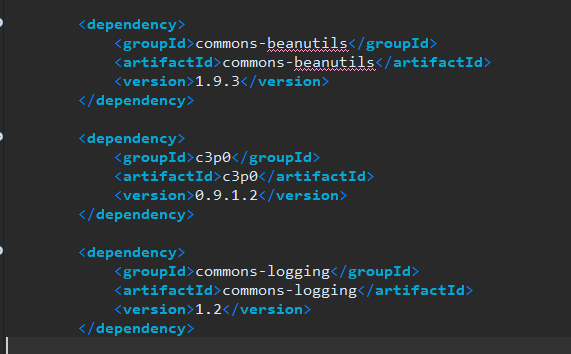 <dependency>
<groupId>commons-beanutils</groupId>
<artifactId>commons-beanutils</artifactId>
<version>1.9.3</version>
</dependency>
<dependency>
<groupId>c3p0</groupId>
<artifactId>c3p0</artifactId>
<version>0.9.1.2</version>
</dependency>
<dependency>
<groupId>commons-logging</groupId>
<artifactId>commons-logging</artifactId>
<version>1.2</version>
</dependency>